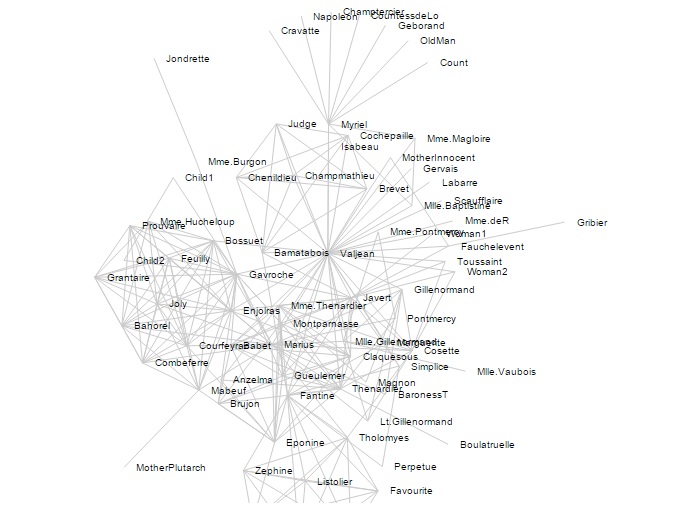 Champtercier
Napoleon
CountessdeLo
Geborand
Cravatte
OldMan
Jondrette
Count
Judge
Myriel
Cochepaille
Mme.Magloire
Isabeau
MotherInnocent
Mme.Burgon
Gervais
Child1
Chenildieu
Champmathieu
Labarre
Brevet
Scaufflaire
Mlle.Baptistine
Prouvaire
Mme.Hucheloup
Mme.deR
Gribier
Mme.Pontmercy
Woman1
Bossuet
Fauchelevent
Bamatabois
Valjean
Child2
Feuilly
Toussaint
Woman2
Grantaire
Gavroche
Gillenormand
Javert
Joly
Mme.Thenardier
Enjolras
Pontmercy
Bahorel
Montparnasse
Courfeyrac
Babet
Marius
Mlle.Gillenormand
Marguerite
Cosette
Claquesous
Combeferre
Simplice
Mlle.Vaubois
Anzelma
Gueulemer
Magnon
Mabeuf
Thenardier
BaronessT
Fantine
Brujon
Lt.Gillenormand
Eponine
Tholomyes
Boulatruelle
MotherPlutarch
Zephine
Perpetue
Listolier
Favourite